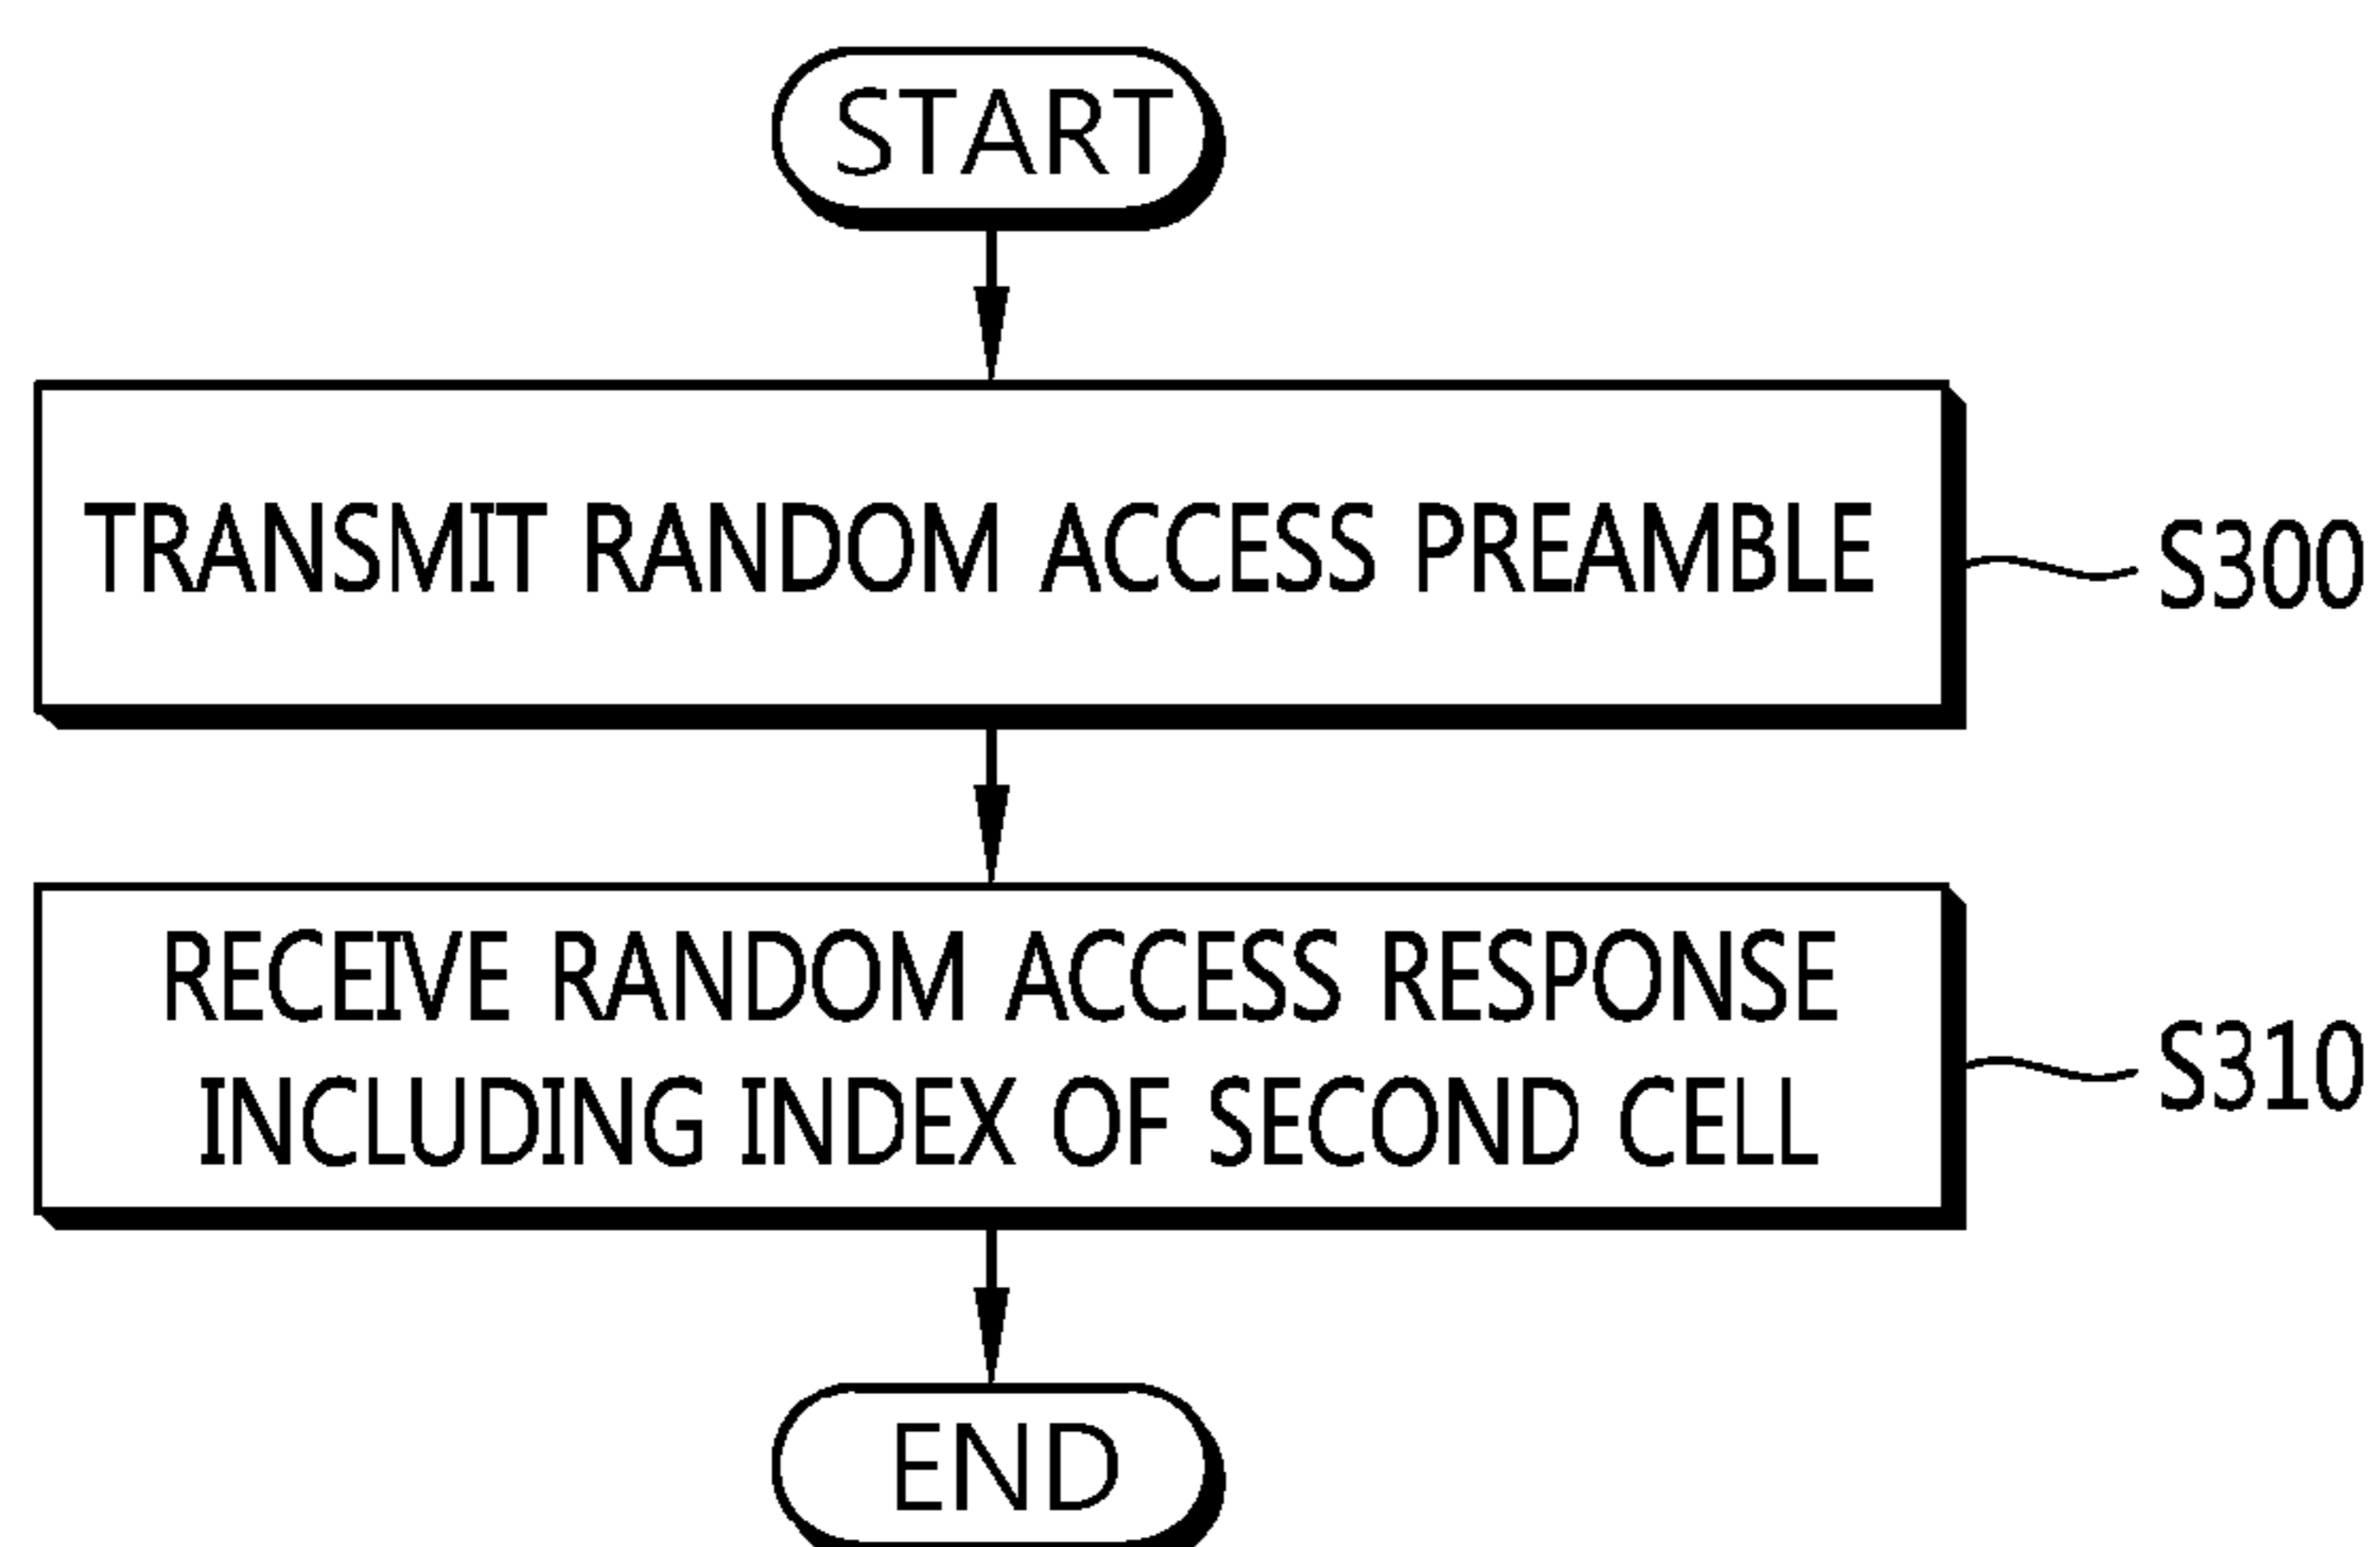 START
TRANSMIT RANDOM ACCESS PREAMBLE
S300
RECEIVE RANDOM ACCESS RESPONSE
INCLUDING INDEX OF SECOND CELL
S310
END